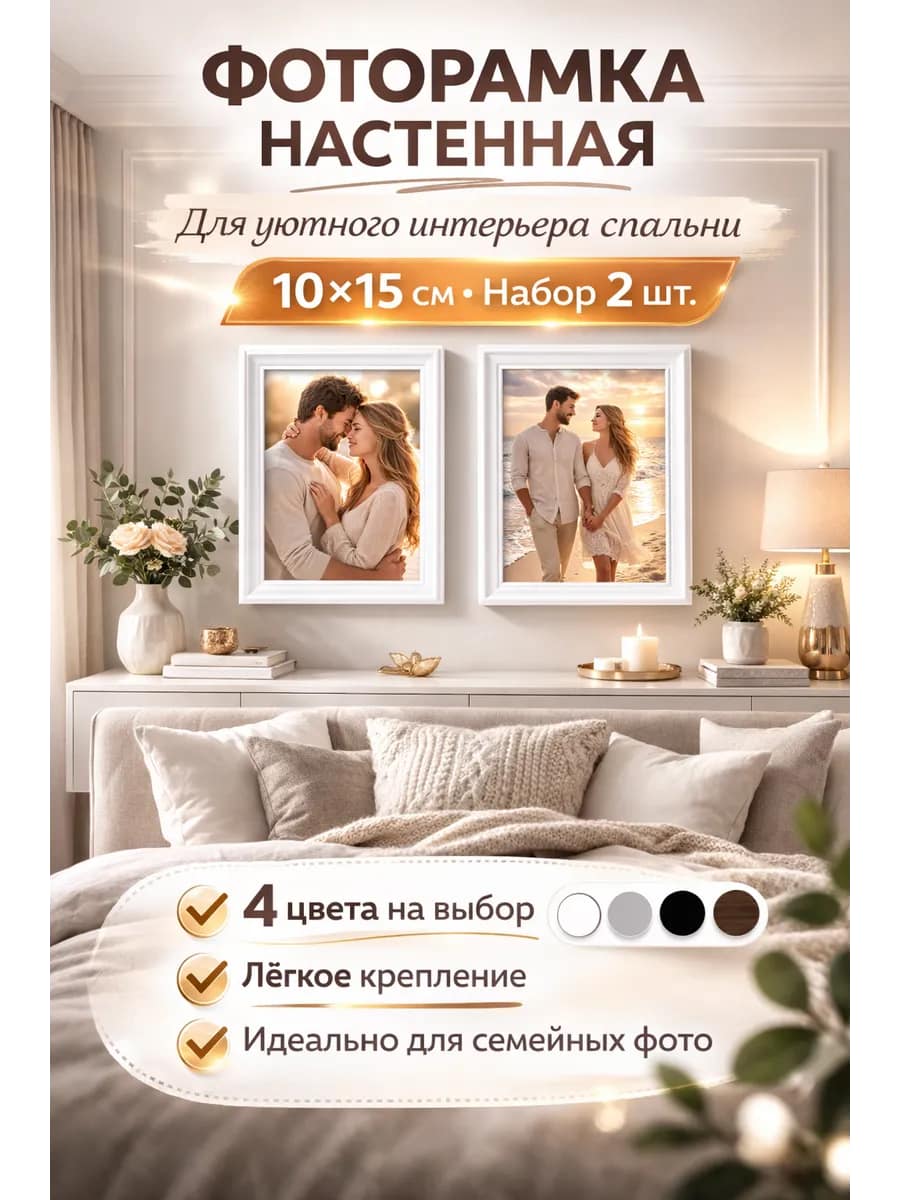 ФОТОРАМКА
НАСТЕННАЯ
Для уютного интерьера спальни
10×15 см • Набор 2 шт.
4 цвета на выбор
Лёгкое крепление
Идеально для семейных фото